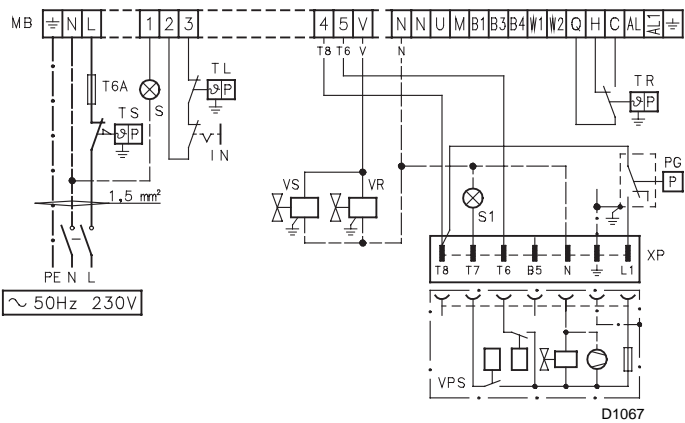 MB ⏚ N L 1 2 3 4 5 V N N U M B1 B3 B4 W1 W2 Q H C AL AL1 ⏚
T8 T6 V N
T6A S TL TR
ϑ P
ϑ P
TS
ϑ P
IN
PG
P
1,5 mm²
VS VR
S1
PE N L
XP
T8 T7 T6 B5 N ⏚ L1
~ 50Hz 230V
VPS
D1067